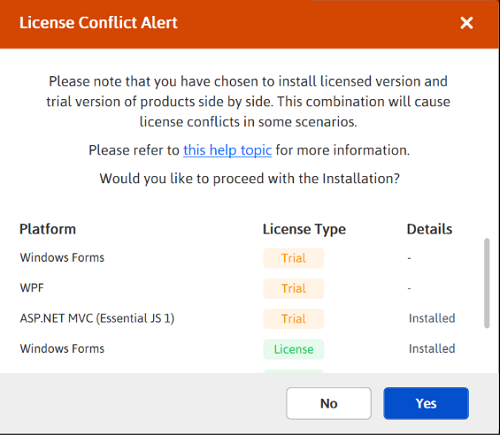 License Conflict Alert
Please note that you have chosen to install licensed version and
trial version of products side by side. This combination will cause
license conflicts in some scenarios.
Please refer to this help topic for more information.
Would you like to proceed with the Installation?
Platform License Type Details
Windows Forms Trial -
WPF Trial -
ASP.NET MVC (Essential JS 1) Trial Installed
Windows Forms License Installed
No Yes